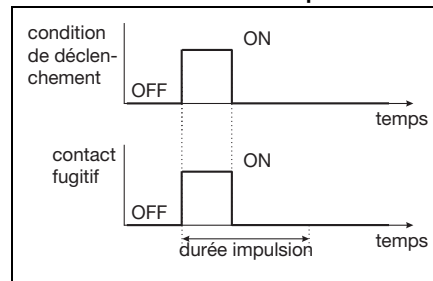 condition
de déclen-
chement
ON
OFF
temps
contact
fugitif
ON
OFF
temps
durée impulsion